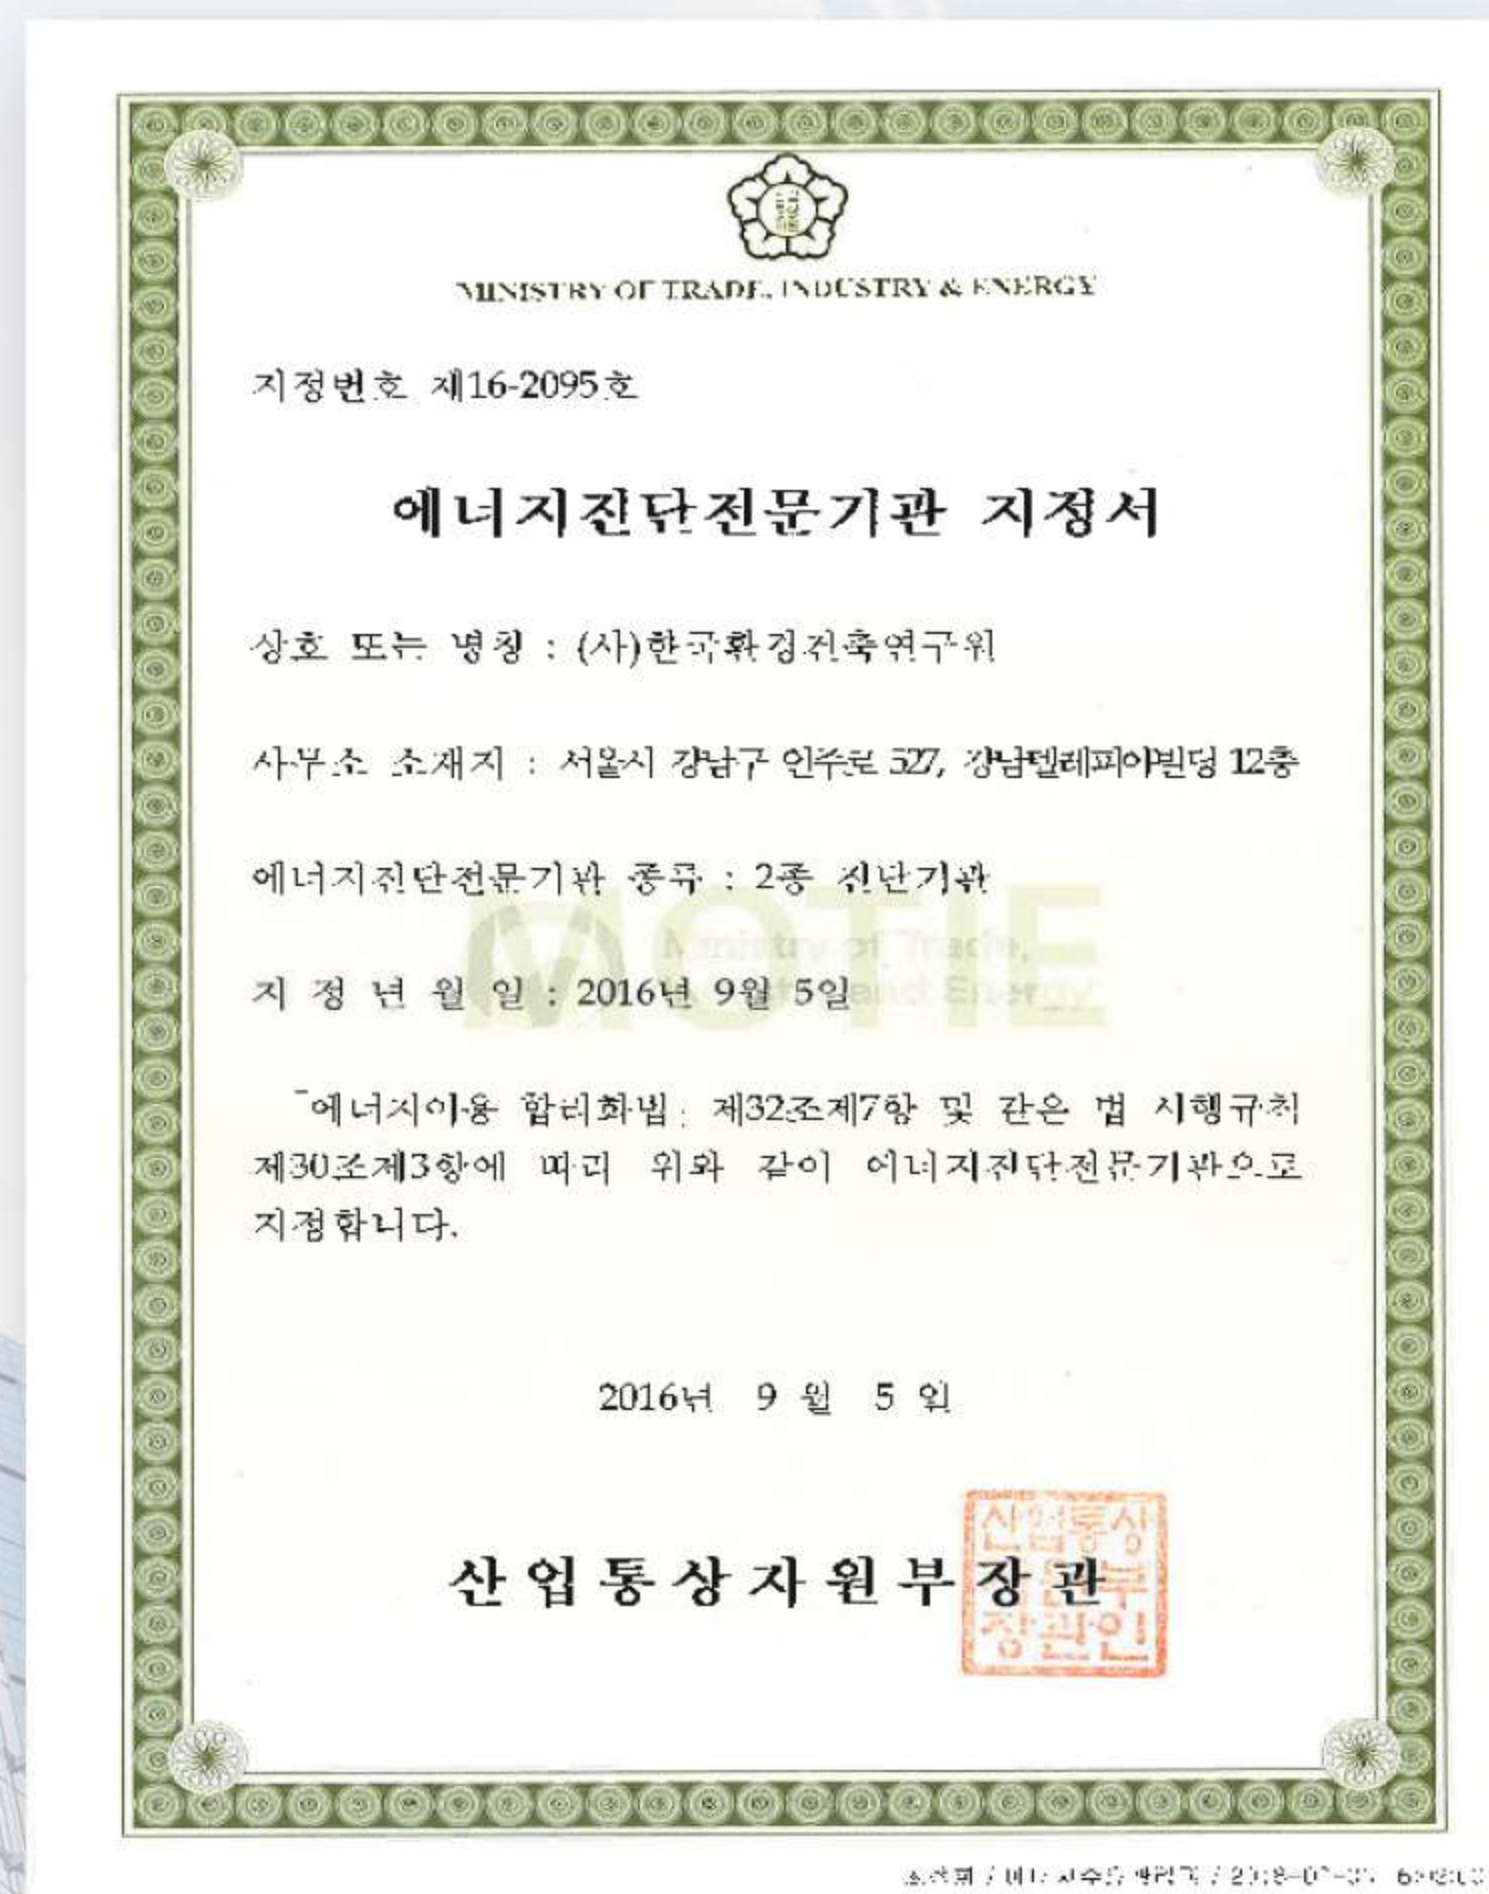 MINISTRY OF TRADE, INDUSTRY & ENERGY
지정번호 제16-2095호
에너지진단전문기관 지정서
상호 또는 명칭 : (사)한국환경건축연구원
사무소 소재지 : 서울시 강남구 언주로 527, 강남텔레피아빌딩 12층
에너지진단전문기관 종류 : 2종 진단기관
MOTIE
Ministry of Trade,
and Energy
지 정 년 월 일 : 2016년 9월 5일
「에너지이용 합리화법」 제32조제7항 및 같은 법 시행규칙
제30조제3항에 따라 위와 같이 에너지진단전문기관으로
지정합니다.
2016년 9 월 5 일
산업통상자원부장관
산업통상
부
장관인